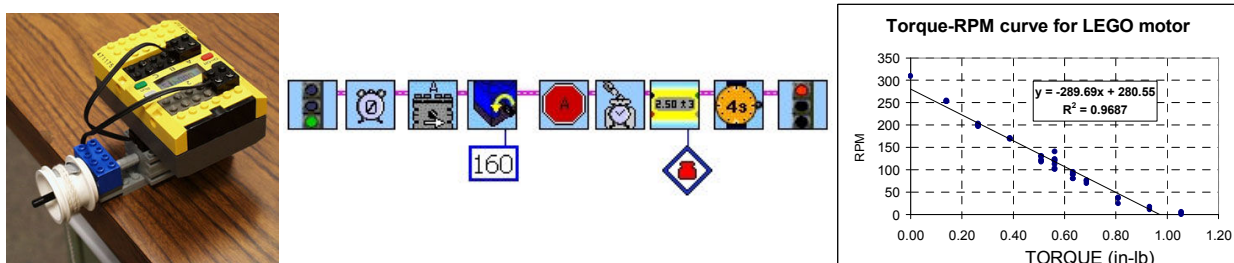 0
A
A
2.50 ± 3
4s
160
Torque-RPM curve for LEGO motor
350
300
250
200
150
100
50
0
RPM
y = -289.69x + 280.55
R² = 0.9687
0.00 0.20 0.40 0.60 0.80 1.00 1.20
TORQUE (in-lb)